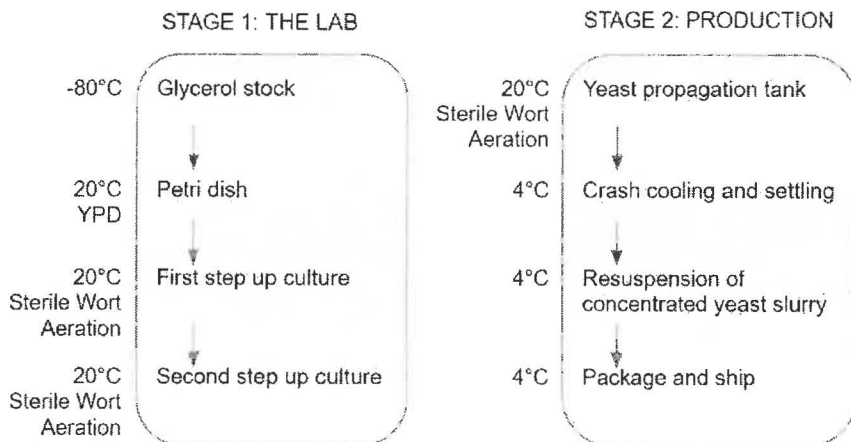 STAGE 1: THE LAB
-80°C Glycerol stock
20°C Petri dish
YPD
20°C First step up culture
Sterile Wort
Aeration
20°C Second step up culture
Sterile Wort
Aeration
STAGE 2: PRODUCTION
20°C Yeast propagation tank
Sterile Wort
Aeration
4°C Crash cooling and settling
4°C Resuspension of
concentrated yeast slurry
4°C Package and ship